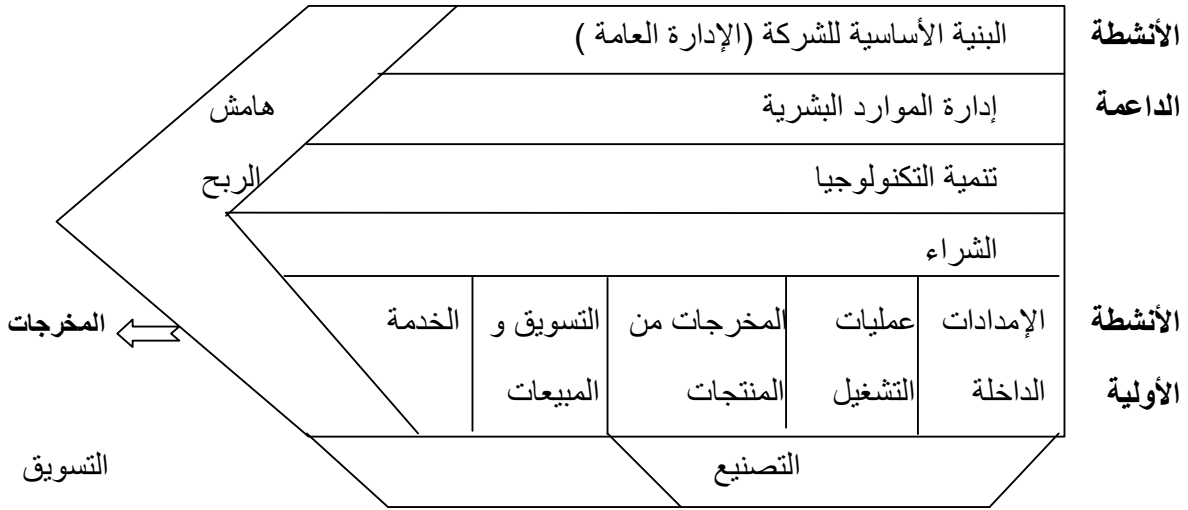 الأنشطة البنية الأساسية للشركة (الإدارة العامة )
الداعمة إدارة الموارد البشرية هامش
تنمية التكنولوجيا الربح
الشراء
الأنشطة الإمدادات عمليات المخرجات من التسويق و الخدمة المخرجات
الأولية الداخلة التشغيل المنتجات المبيعات
التصنيع التسويق